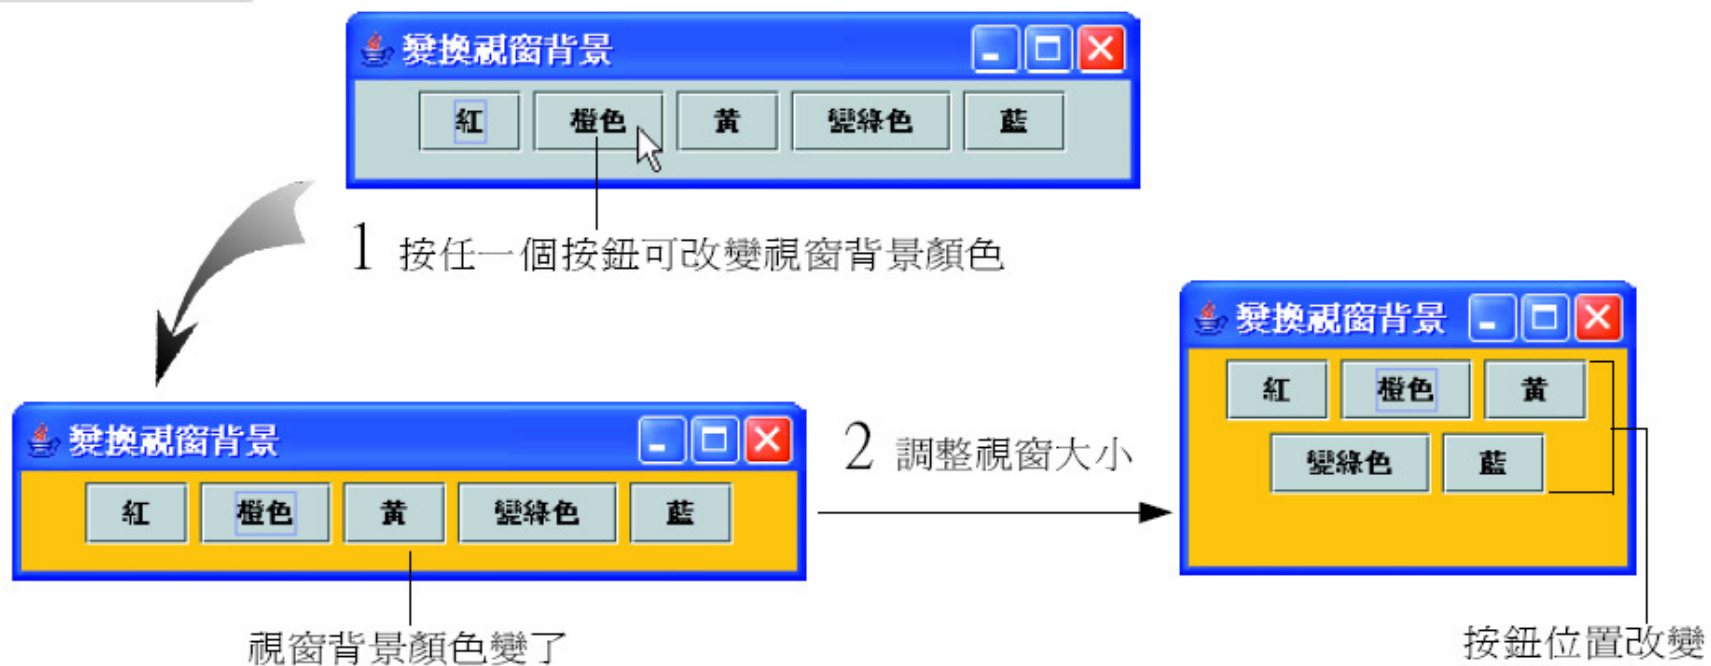 變換視窗背景
紅 橙色 黃 變綠色 藍
1 按任一個按鈕可改變視窗背景顏色
變換視窗背景
紅 橙色 黃 變綠色 藍
視窗背景顏色變了
2 調整視窗大小
變換視窗背景
紅 橙色 黃
變綠色 藍
按鈕位置改變